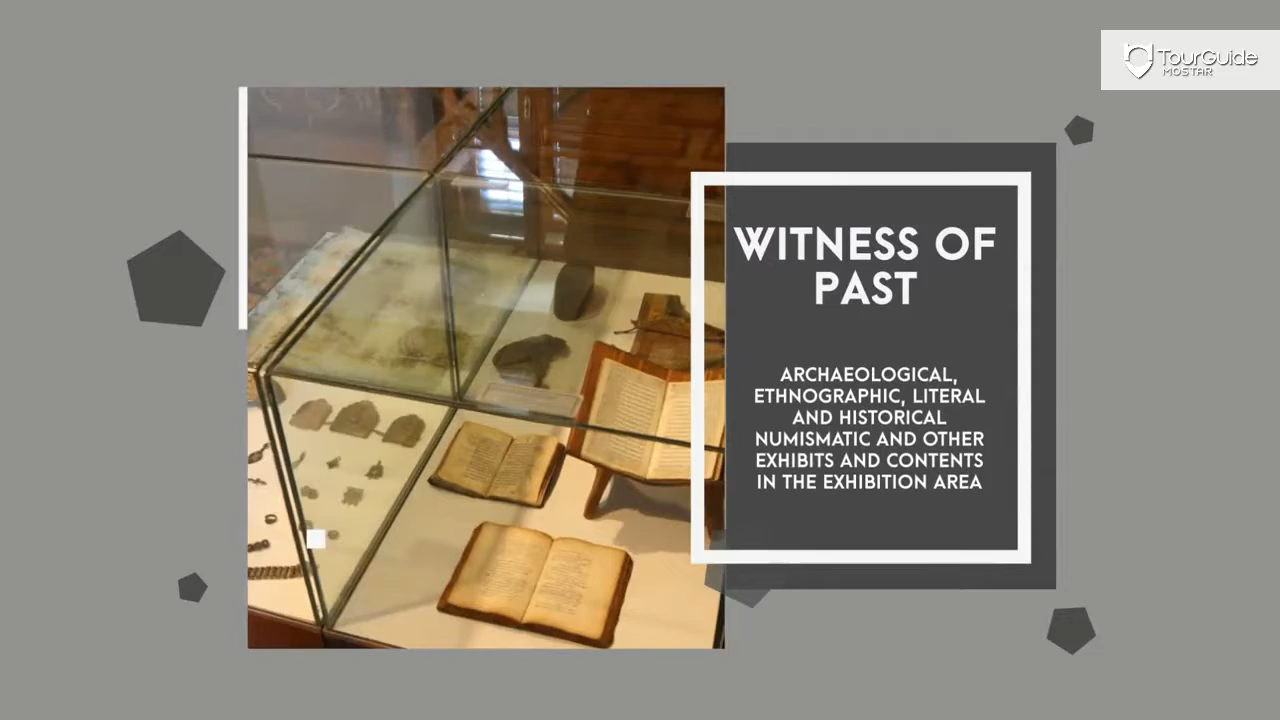 TourGuide
MOSTAR
WITNESS OF
PAST
ARCHAEOLOGICAL,
ETHNOGRAPHIC, LITERAL
AND HISTORICAL
NUMISMATIC AND OTHER
EXHIBITS AND CONTENTS
IN THE EXHIBITION AREA